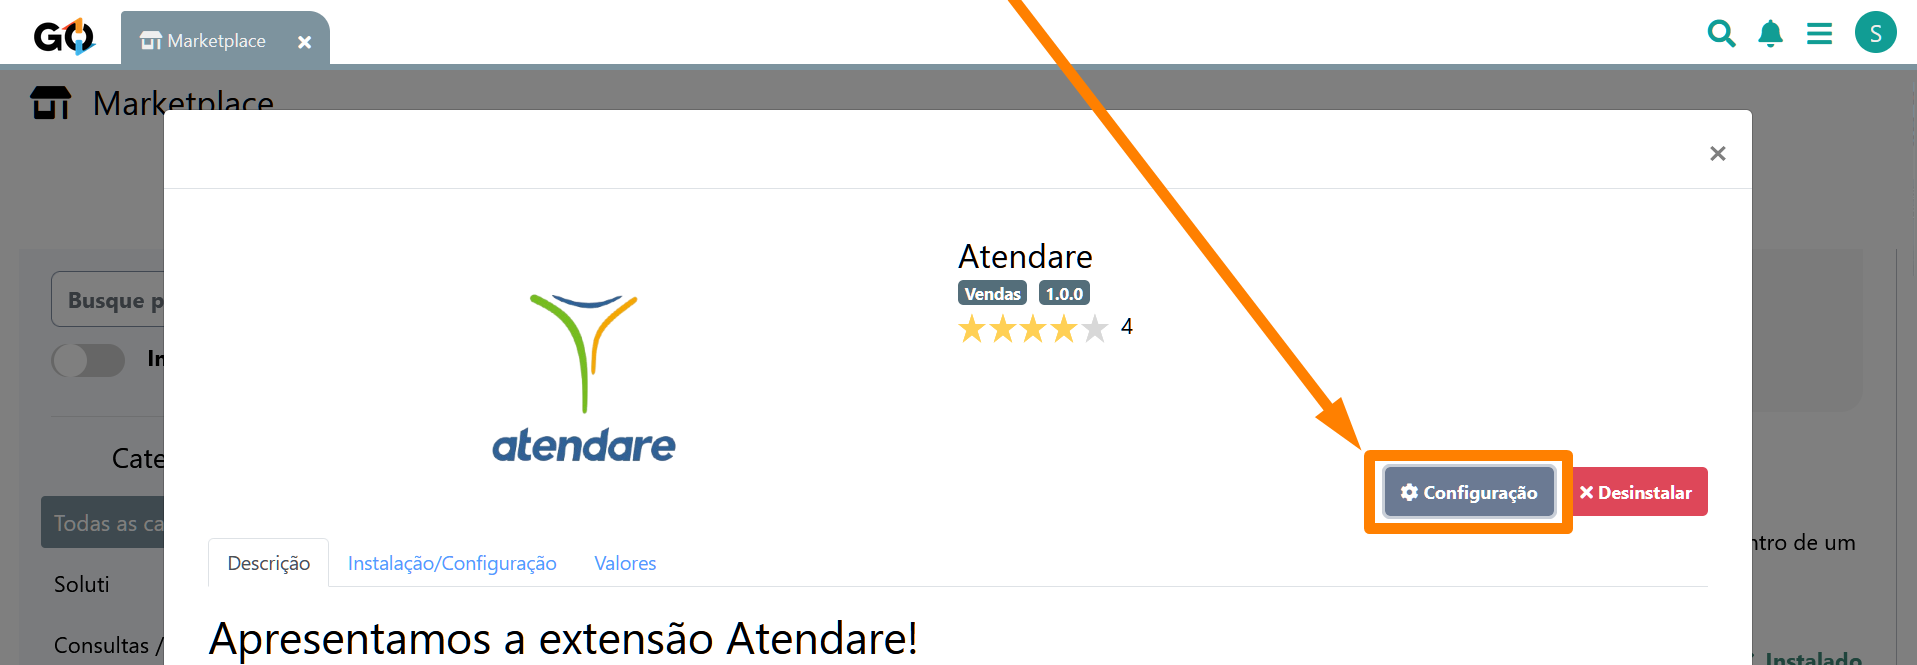 GO
Marketplace
S
Marketplace
Atendare
Vendas 1.0.0
4
Busque p
In
atendare
Configuração
Desinstalar
Cate
Todas as ca
ntro de um
Descrição Instalação/Configuração Valores
Soluti
Apresentamos a extensão Atendare!
Consultas /
Instalado